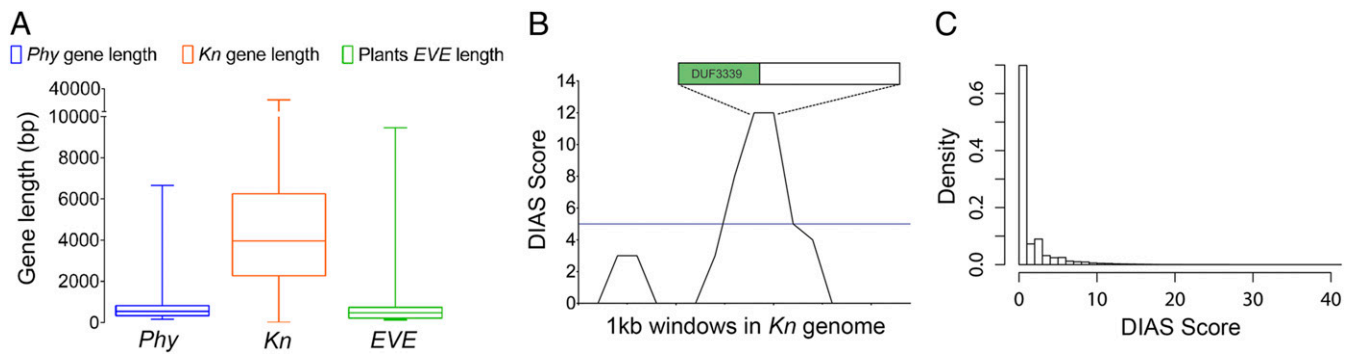 A
Phy gene length
Kn gene length
Plants EVE length
Gene length (bp)
40000
10000
8000
6000
4000
2000
0
Phy
Kn
EVE
B
DUF3339
DIAS Score
14
12
10
8
6
4
2
0
1kb windows in Kn genome
C
Density
0.6
0.4
0.2
0.0
0
10
20
30
40
DIAS Score